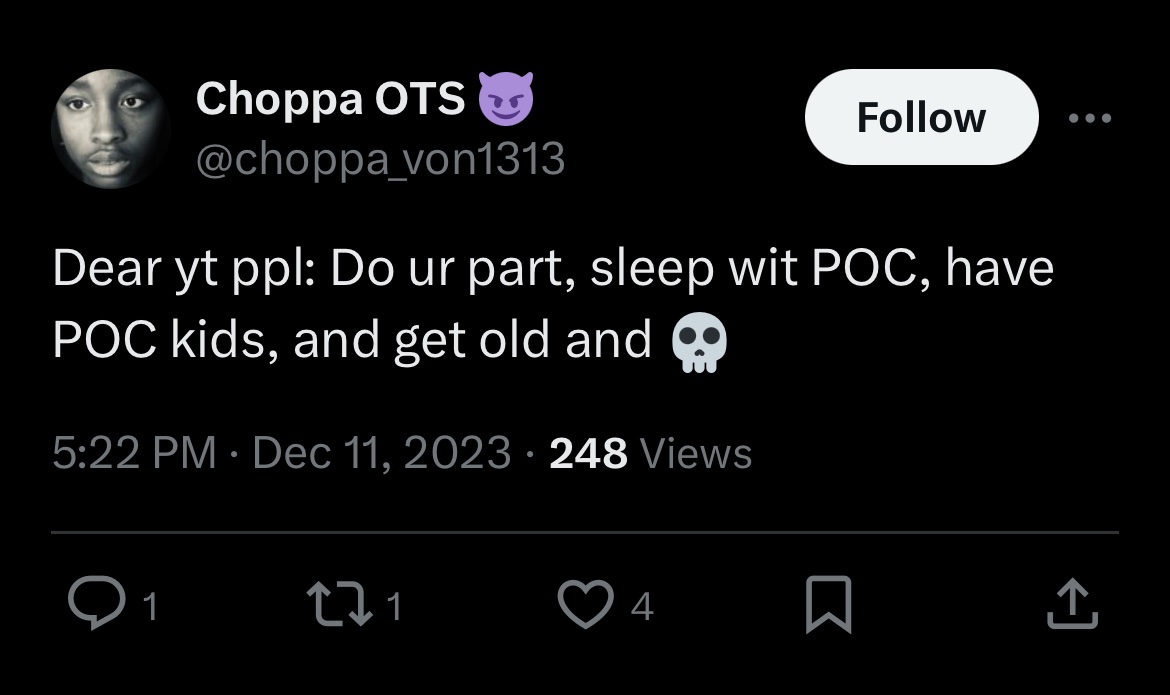 Choppa OTS 😈
Follow
@choppa_von1313
Dear yt ppl: Do ur part, sleep wit POC, have
POC kids, and get old and 💀
5:22 PM · Dec 11, 2023 · 248 Views
1 1 4